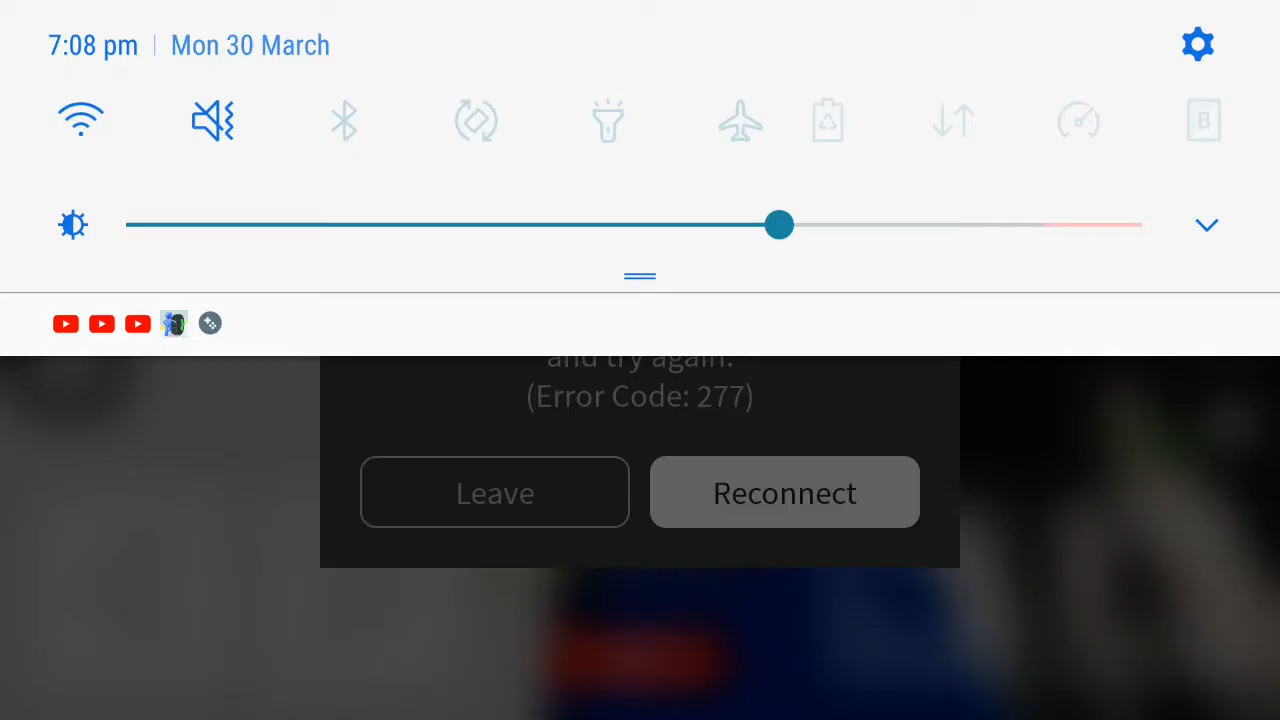 7:08 pm | Mon 30 March
B
and try again.
(Error Code: 277)
Leave
Reconnect